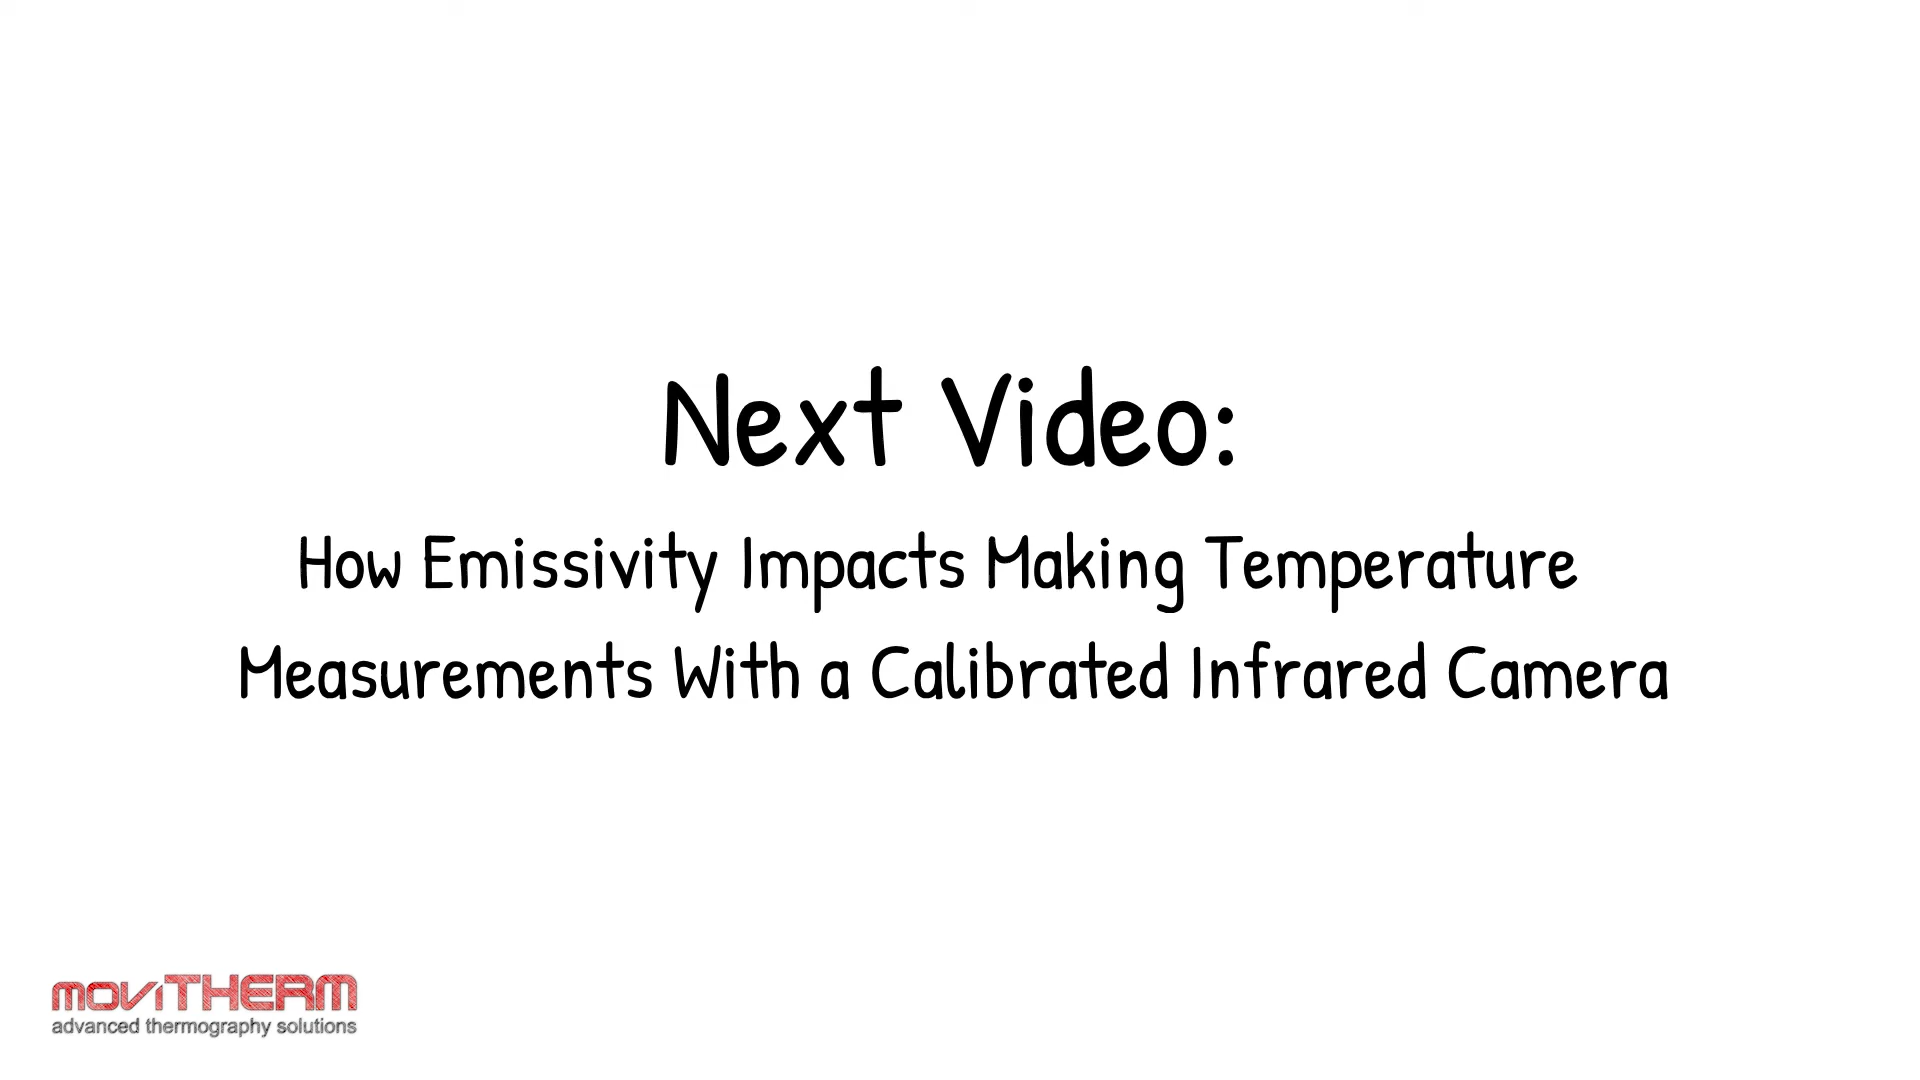 Next Video:
How Emissivity Impacts Making Temperature
Measurements With a Calibrated Infrared Camera
moviTHERM
advanced thermography solutions